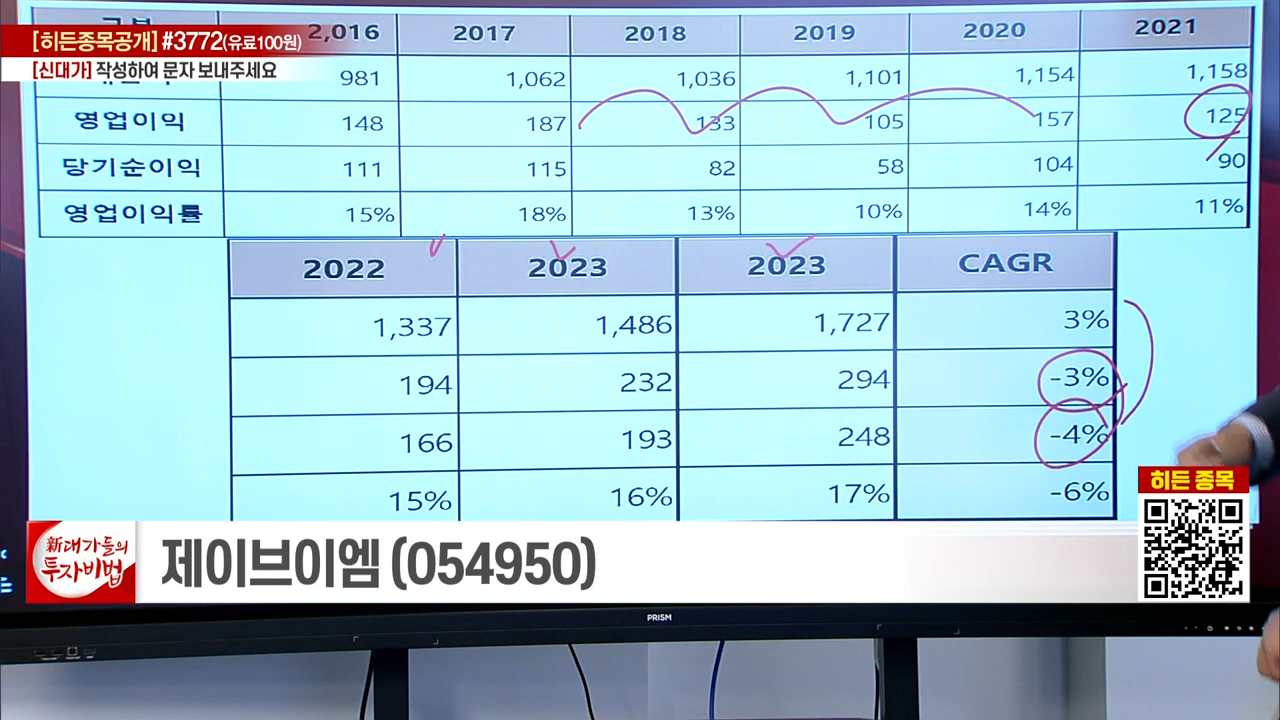 [히든종목공개] #3772(유료100원)
[신대가] 작성하여 문자 보내주세요
2,016 2017 2018 2019 2020 2021
981 1,062 1,036 1,101 1,154 1,158
영업이익 148 187 133 105 157 125
당기순이익 111 115 82 58 104 90
영업이익률 15% 18% 13% 10% 14% 11%
2022 2023 2023 CAGR
1,337 1,486 1,727 3%
194 232 294 -3%
166 193 248 -4%
15% 16% 17% -6%
히든 종목
新대가들의
투자비법
제이브이엠 (054950)
PRISM